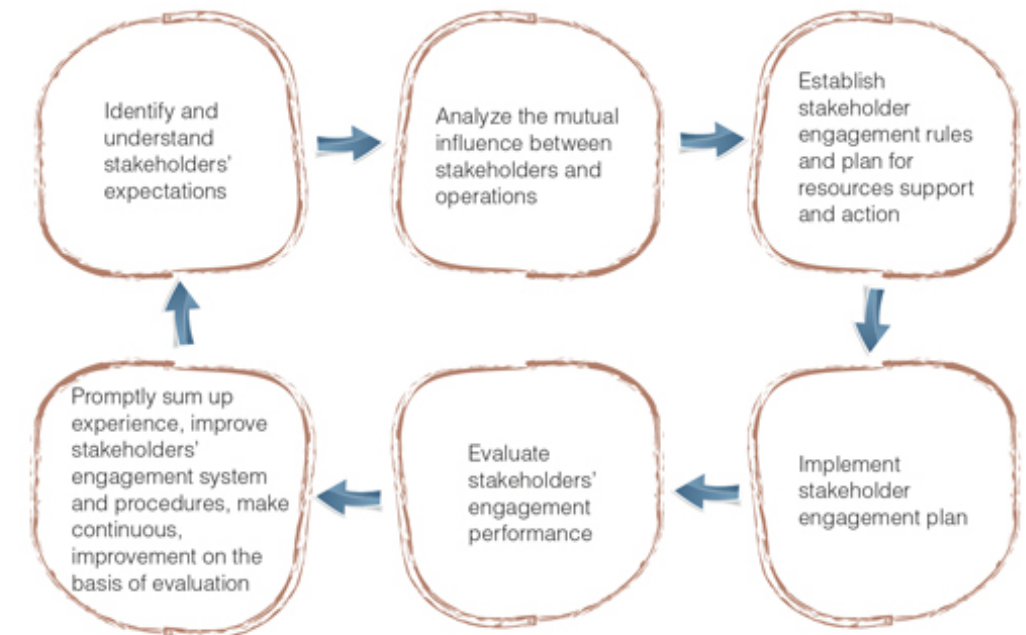 Identify and
understand
stakeholders'
expectations
Analyze the mutual
influence between
stakeholders and
operations
Establish
stakeholder
engagement rules
and plan for
resources support
and action
Implement
stakeholder
engagement plan
Evaluate
stakeholders'
engagement
performance
Promptly sum up
experience, improve
stakeholders'
engagement system
and procedures, make
continuous,
improvement on the
basis of evaluation